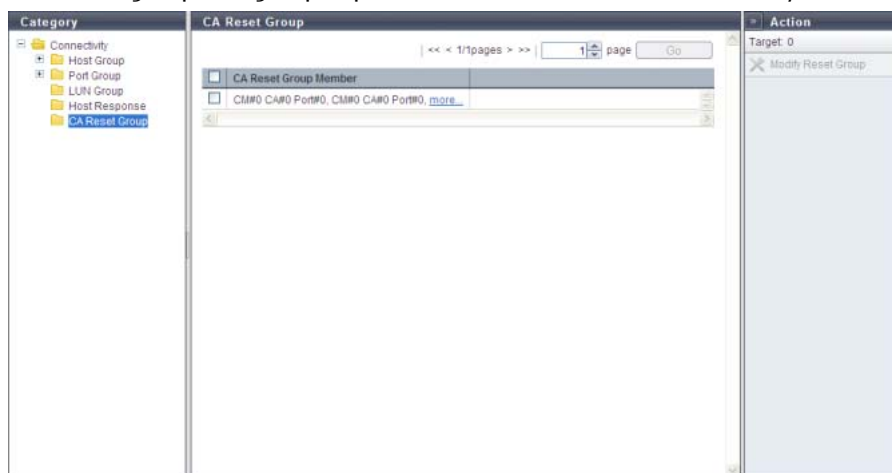 Category
Connectivity
Host Group
Port Group
LUN Group
Host Response
CA Reset Group
CA Reset Group
| << < 1/1pages > >> | 1 page Go
CA Reset Group Member
CM#0 CA#0 Port#0, CM#0 CA#0 Port#0, more...
Action
Target: 0
Modify Reset Group